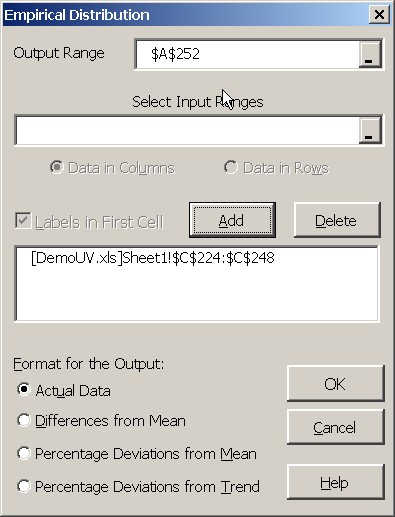 Empirical Distribution
Output Range $A$252
Select Input Ranges
Data in Columns Data in Rows
Labels in First Cell Add Delete
[DemoUV.xls]Sheet1!$C$224:$C$248
Format for the Output:
Actual Data OK
Differences from Mean Cancel
Percentage Deviations from Mean
Percentage Deviations from Trend Help